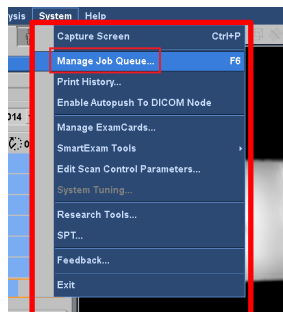 ysis System Help
Capture Screen Ctrl+P
Manage Job Queue... F6
Print History...
Enable Autopush To DICOM Node
014
Manage ExamCards...
SmartExam Tools
Edit Scan Control Parameters...
System Tuning...
Research Tools...
SPT...
Feedback...
Exit